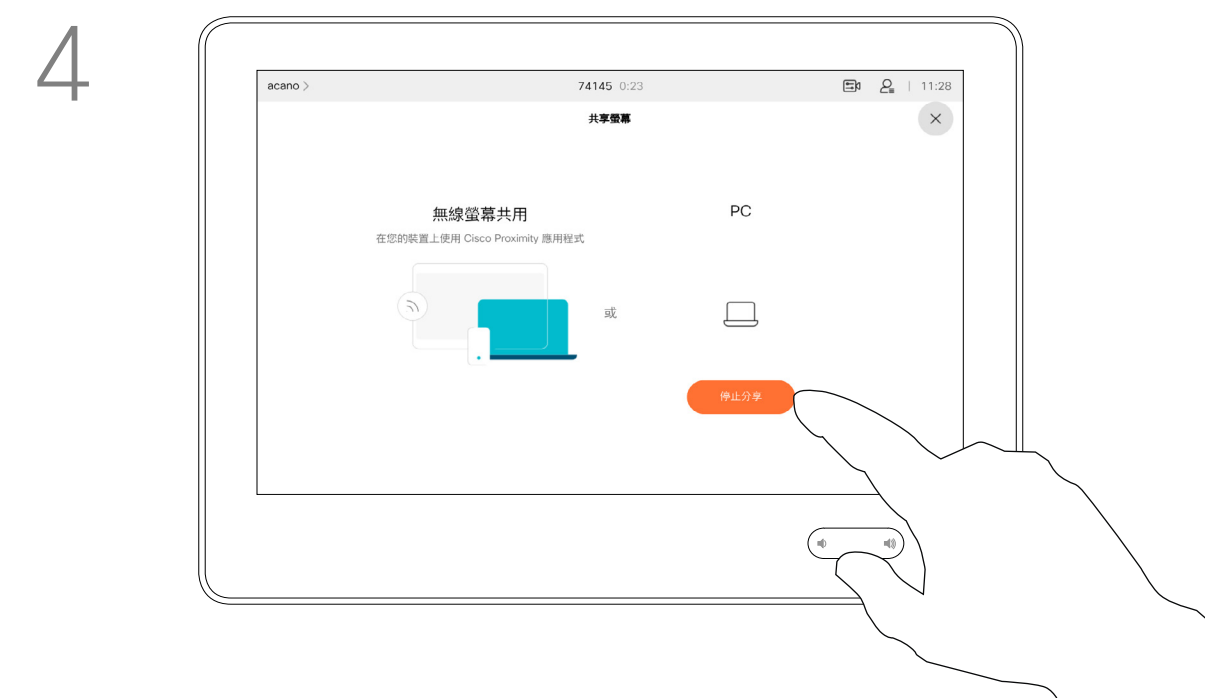 4
acano >
74145 0:23
11:28
共享螢幕
無線螢幕共用
在您的裝置上使用 Cisco Proximity 應用程式
PC
或
停止分享